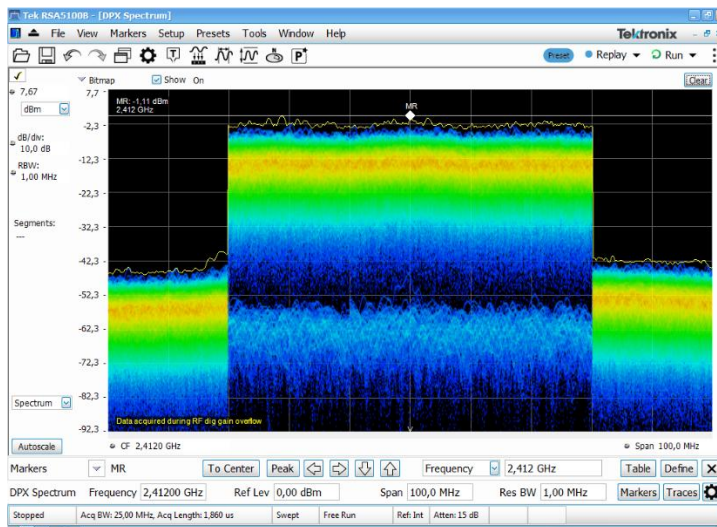 Tek RSA5100B - [DPX Spectrum]
File View Markers Setup Presets Tools Window Help
Tektronix
Preset Replay Run
Bitmap Show On Clear
7,67
dBm
dB/div:
10,0 dB
RBW:
1,00 MHz
Segments:
---
Spectrum
Autoscale
7,7
-2,3
-12,3
-22,3
-32,3
-42,3
-52,3
-62,3
-72,3
-82,3
-92,3
MR: -1,11 dBm
2,412 GHz
MR
Data acquired during RF dig gain overflow
CF 2,4120 GHz Span 100,0 MHz
Markers MR To Center Peak Frequency 2,412 GHz Table Define X
DPX Spectrum Frequency 2,41200 GHz Ref Lev 0,00 dBm Span 100,0 MHz Res BW 1,00 MHz Markers Traces
Stopped Acq BW: 25,00 MHz, Acq Length: 1,860 us Swept Free Run Ref: Int Atten: 15 dB